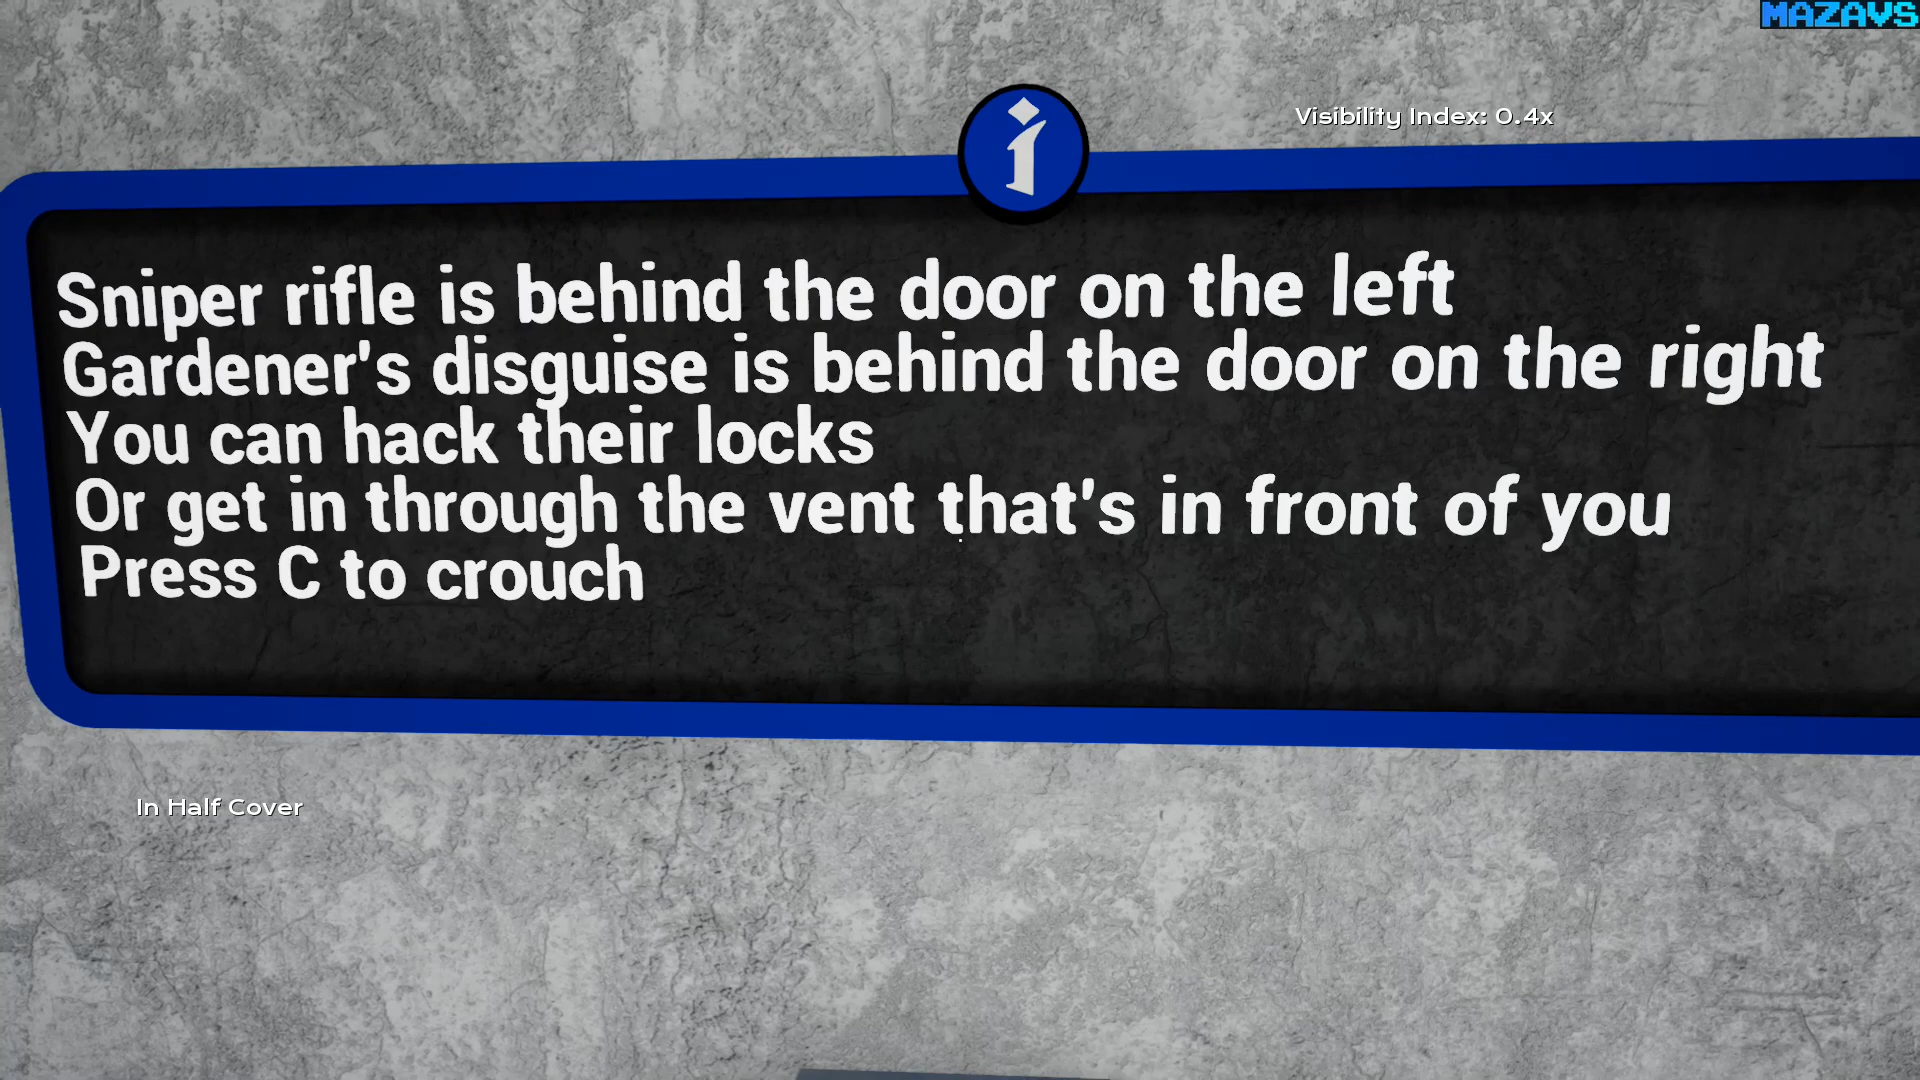 MAZAVS
Visibility Index: 0.4x
i
Sniper rifle is behind the door on the left
Gardener's disguise is behind the door on the right
You can hack their locks
Or get in through the vent that's in front of you
Press C to crouch
In Half Cover